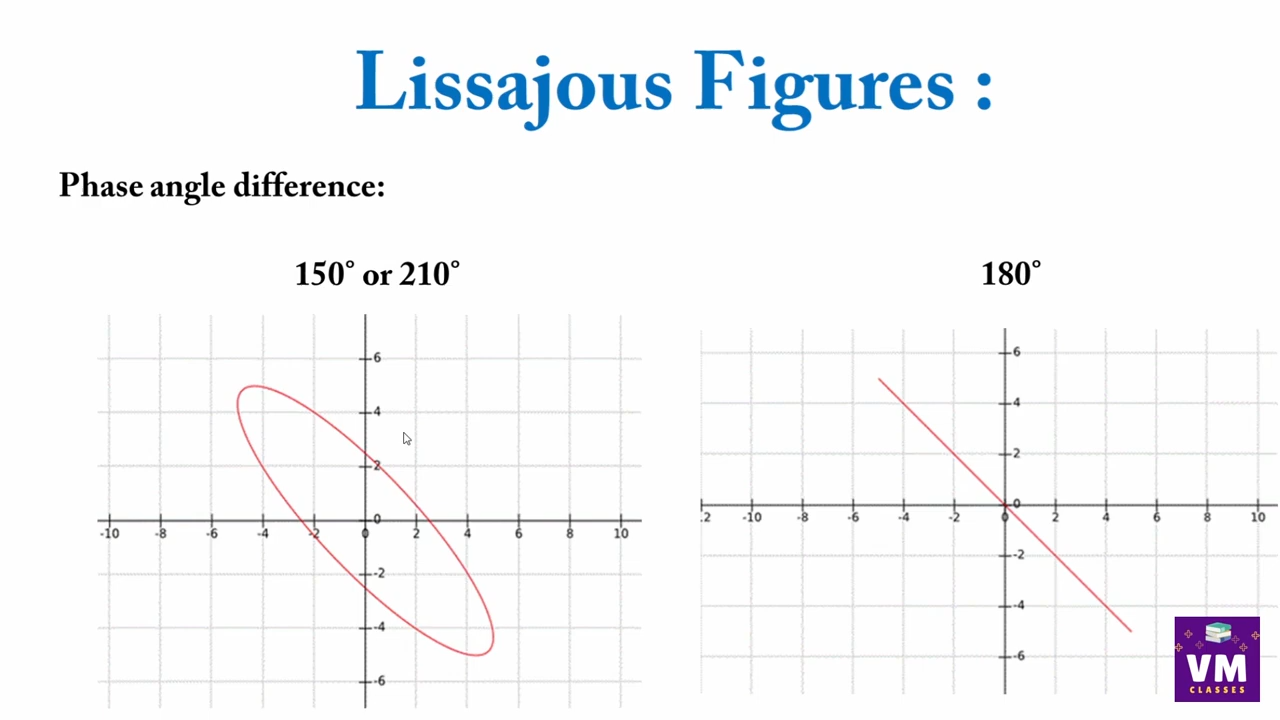 Lissajous Figures :
Phase angle difference:
150° or 210°
180°
6
4
2
0
-10 -8 -6 -4 -2 0 2 4 6 8 10
-2
-4
-6
6
4
2
0
.2 -10 -8 -6 -4 -2 0 2 4 6 8 10
-2
-4
-6
VM
CLASSES